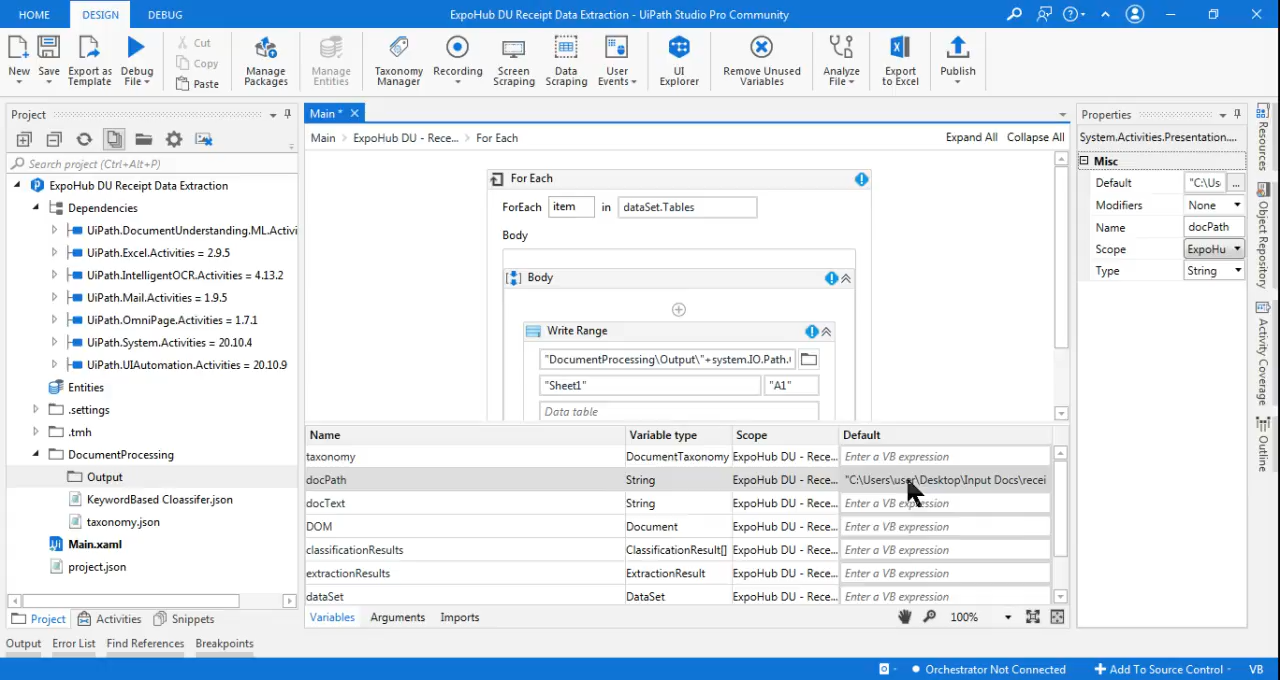 HOME DESIGN DEBUG ExpoHub DU Receipt Data Extraction - UiPath Studio Pro Community
New Save Export as Template Debug File Cut Copy Paste Manage Packages Manage Entities Taxonomy Manager Recording Screen Scraping Data Scraping User Events UI Explorer Remove Unused Variables Analyze File Export to Excel Publish
Project
Search project (Ctrl+Alt+P)
ExpoHub DU Receipt Data Extraction
Dependencies
UiPath.DocumentUnderstanding.ML.Activi
UiPath.Excel.Activities = 2.9.5
UiPath.IntelligentOCR.Activities = 4.13.2
UiPath.Mail.Activities = 1.9.5
UiPath.OmniPage.Activities = 1.7.1
UiPath.System.Activities = 20.10.4
UiPath.UIAutomation.Activities = 20.10.9
Entities
.settings
.tmh
DocumentProcessing
Output
KeywordBased Cloassifer.json
taxonomy.json
Main.xaml
project.json
Project Activities Snippets
Main *
Main ExpoHub DU - Rece... For Each Expand All Collapse All
For Each
ForEach item in dataSet.Tables
Body
Body
Write Range
"DocumentProcessing\Output\"+system.IO.Path.
"Sheet1" "A1"
Data table
Name Variable type Scope Default
taxonomy DocumentTaxonomy ExpoHub DU - Rece... Enter a VB expression
docPath String ExpoHub DU - Rece... "C:\Users\user\Desktop\Input Docs\recei
docText String ExpoHub DU - Rece... Enter a VB expression
DOM Document ExpoHub DU - Rece... Enter a VB expression
classificationResults ClassificationResult[] ExpoHub DU - Rece... Enter a VB expression
extractionResults ExtractionResult ExpoHub DU - Rece... Enter a VB expression
dataSet DataSet ExpoHub DU - Rece... Enter a VB expression
Variables Arguments Imports 100%
Properties
System.Activities.Presentation....
Misc
Default "C:\Us ...
Modifiers None
Name docPath
Scope ExpoHu
Type String
Resources
Object Repository
Activity Coverage
Outline
Output Error List Find References Breakpoints
Orchestrator Not Connected Add To Source Control VB